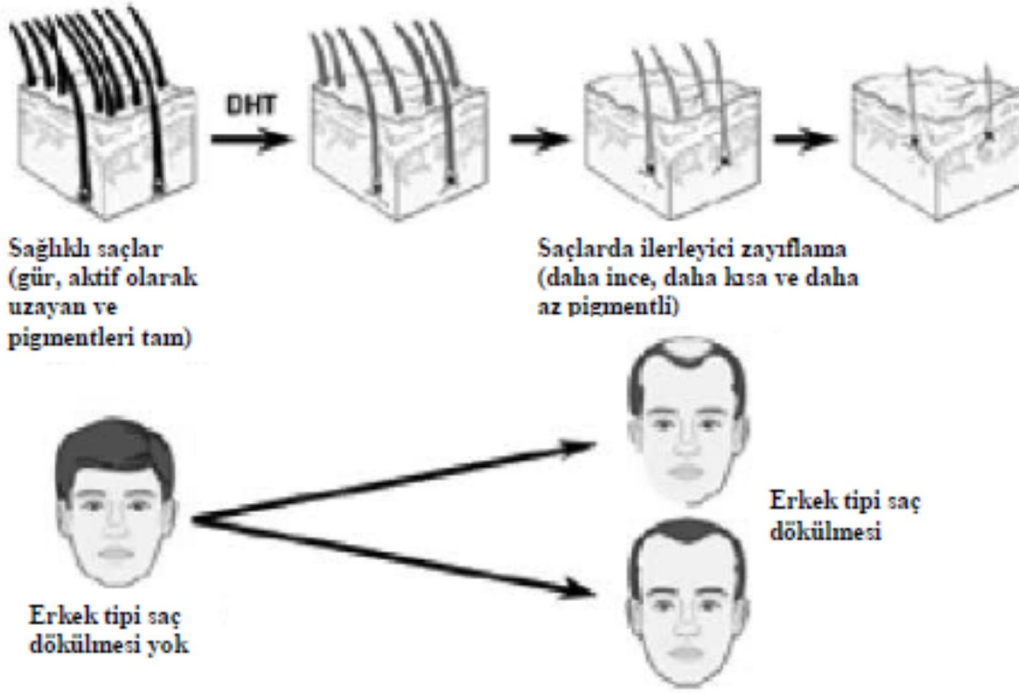 DHT
Sağlıklı saçlar
(gür, aktif olarak
uzayan ve
pigmentleri tam)
Saçlarda ilerleyici zayıflama
(daha ince, daha kısa ve daha
az pigmentli)
Erkek tipi saç
dökülmesi
Erkek tipi saç
dökülmesi yok